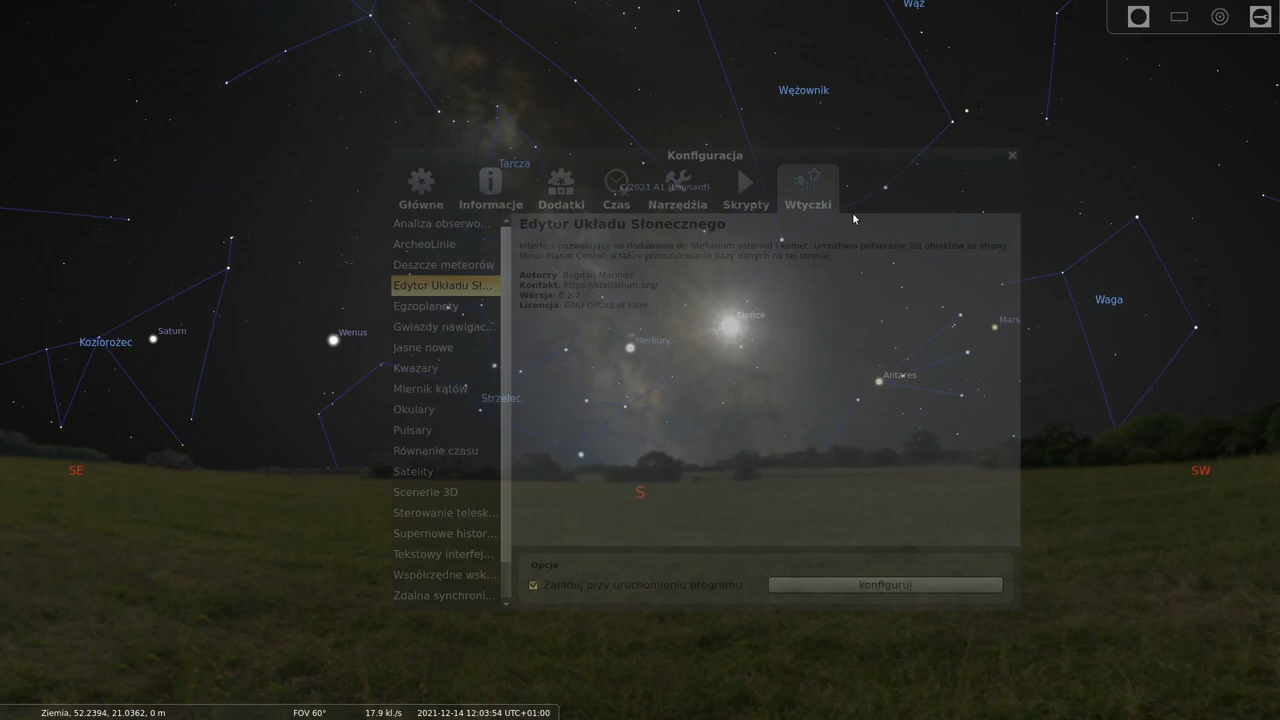 Wąż
Wężownik
Tarcza
Konfiguracja
C/2021 A1 (Leonard)
Główne
Informacje
Dodatki
Czas
Narzędzia
Skrypty
Wtyczki
Analiza obserwo...
ArcheoLinie
Deszcze meteorów
Edytor Układu Sł...
Egzoplanety
Gwiazdy nawigac...
Jasne nowe
Kwazary
Miernik kątów
Okulary
Pulsary
Równanie czasu
Satelity
Scenerie 3D
Sterowanie telesk...
Supernowe histor...
Tekstowy interfej...
Współrzędne wsk...
Zdalna synchroni...
Edytor Układu Słonecznego
Interfejs pozwalający na dodawanie do Stellarium asteroid i komet. Umożliwia pobieranie list obiektów ze strony
Minor Planet Center, a także przeszukiwanie bazy danych na tej stronie.
Autorzy: Bogdan Marinov
Kontakt: https://stellarium.org/
Wersja: 0.2.7
Licencja: GNU GPLv2 or later
Opcje
Załaduj przy uruchomieniu programu
konfiguruj
Koziorożec
Saturn
Wenus
Merkury
Słońce
Strzelec
Antares
Mars
Waga
SE
S
SW
Ziemia, 52.2394, 21.0362, 0 m
FOV 60°
17.9 kl./s
2021-12-14 12:03:54 UTC+01:00